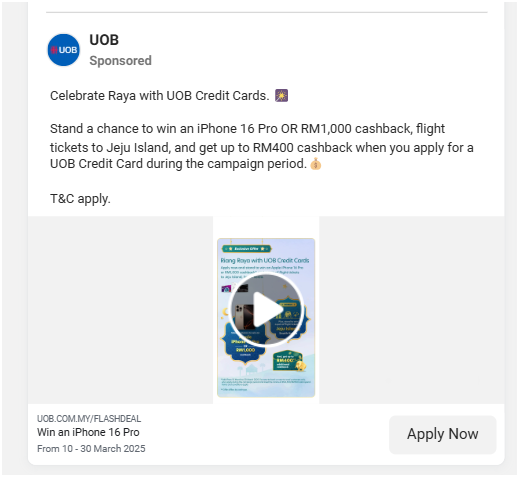 UOB
UOB
Sponsored
Celebrate Raya with UOB Credit Cards.
Stand a chance to win an iPhone 16 Pro OR RM1,000 cashback, flight
tickets to Jeju Island, and get up to RM400 cashback when you apply for a
UOB Credit Card during the campaign period.
T&C apply.
Exclusive Offer
Riang Raya with UOB Credit Cards
iPhone
RM1,000
RM400
UOB.COM.MY/FLASHDEAL
Win an iPhone 16 Pro
From 10 - 30 March 2025
Apply Now